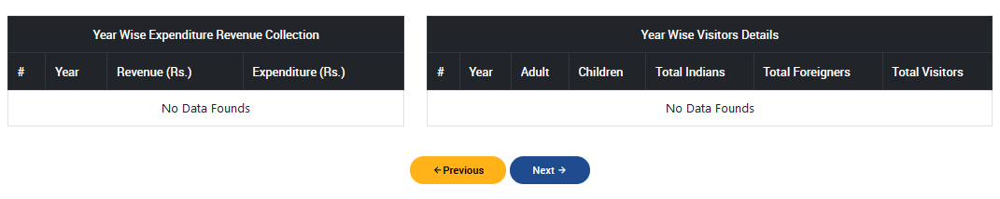 Year Wise Expenditure Revenue Collection
# Year Revenue (Rs.) Expenditure (Rs.)
No Data Founds
Year Wise Visitors Details
# Year Adult Children Total Indians Total Foreigners Total Visitors
No Data Founds
←Previous Next →